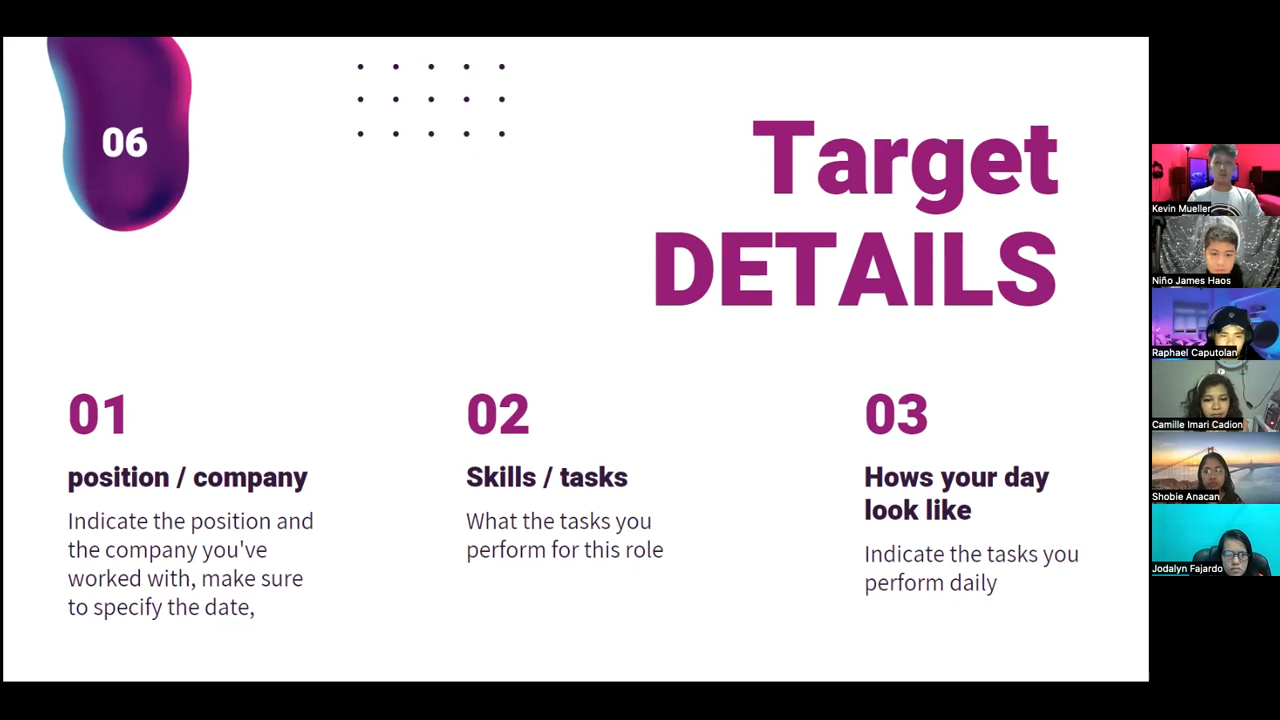 06
Target
DETAILS
01
position / company
Indicate the position and
the company you've
worked with, make sure
to specify the date,
02
Skills / tasks
What the tasks you
perform for this role
03
Hows your day
look like
Indicate the tasks you
perform daily
Kevin Mueller
Niño James Haos
Raphael Caputolan
Camille Imari Cadion
Shobie Anacan
Jodalyn Fajardo